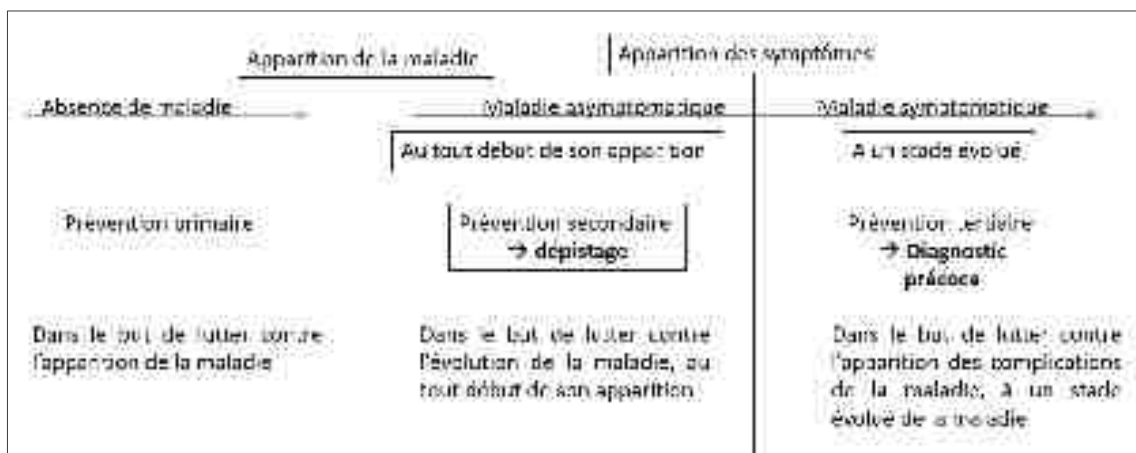 Apparition de la maladie
Apparition des symptômes
Absence de maladie
Maladie asymatomatique
Maladie symatomatique
Au tout début de son apparition
A un stade évolué
Prévention primaire
Prévention secondaire
→ dépistage
Prévention tertiaire
→ Diagnostic
précoce
Dans le but de lutter contre
l'apparition de la maladie
Dans le but de lutter contre
l'évolution de la maladie, au
tout début de son apparition
Dans le but de lutter contre
l'apparition des complications
de la maladie, à un stade
évolué de la maladie